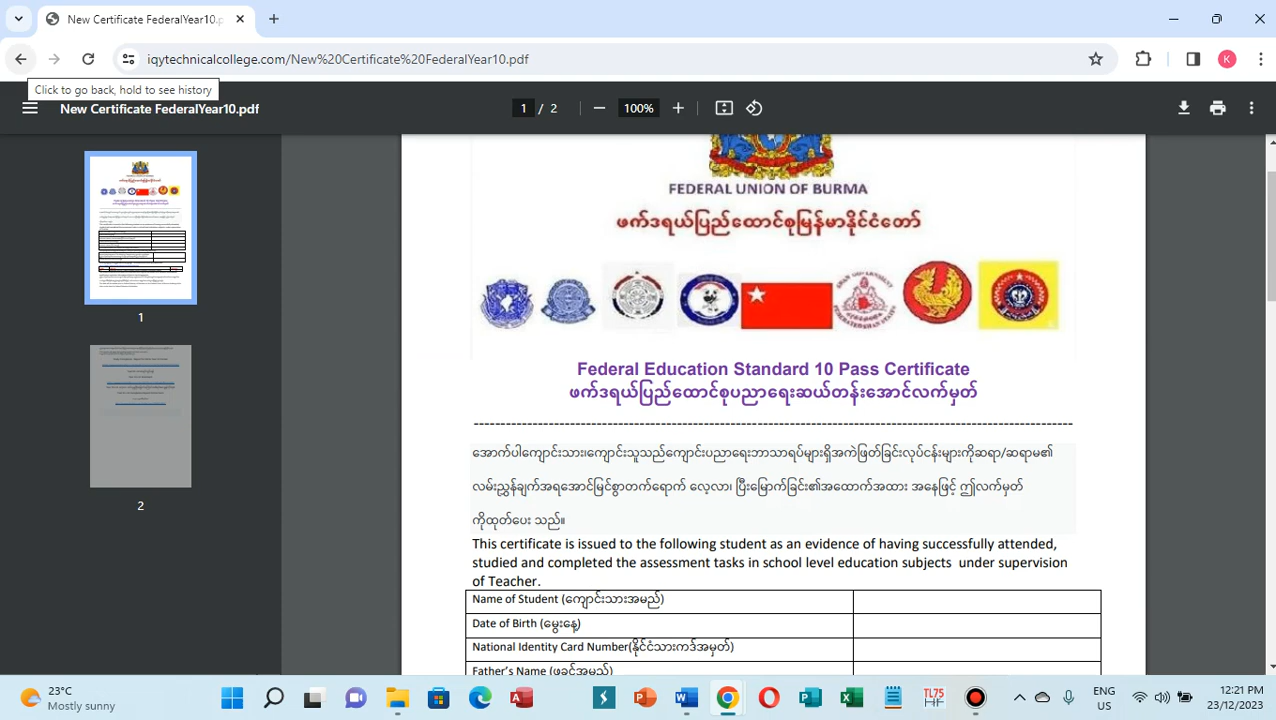 New Certificate FederalYear10.p
iqytechnicalcollege.com/New%20Certificate%20FederalYear10.pdf
K
Click to go back, hold to see history
New Certificate FederalYear10.pdf
1 / 2
100%
1
2
FEDERAL UNION OF BURMA
ဖက်ဒရယ်ပြည်ထောင်စုမြန်မာနိုင်ငံတော်
Federal Education Standard 10 Pass Certificate
ဖက်ဒရယ်ပြည်ထောင်စုပညာရေးဆယ်တန်းအောင်လက်မှတ်
အောက်ပါကျောင်းသား၊ကျောင်းသူသည်ကျောင်းပညာရေးဘာသာရပ်များရှိအကဲဖြတ်ခြင်းလုပ်ငန်းများကိုဆရာ/ဆရာမ၏
လမ်းညွှန်ချက်အရအောင်မြင်စွာတက်ရောက် လေ့လာ၊ ပြီးမြောက်ခြင်း၏အထောက်အထား အနေဖြင့် ဤလက်မှတ်
ကိုထုတ်ပေး သည်။
This certificate is issued to the following student as an evidence of having successfully attended,
studied and completed the assessment tasks in school level education subjects under supervision
of Teacher.
Name of Student (ကျောင်းသားအမည်)
Date of Birth (မွေးနေ့)
National Identity Card Number(နိုင်ငံသားကဒ်အမှတ်)
Father's Name (ဖခင်အမည်)
23°C
Mostly sunny
TL75
ENG
US
12:21 PM
23/12/2023